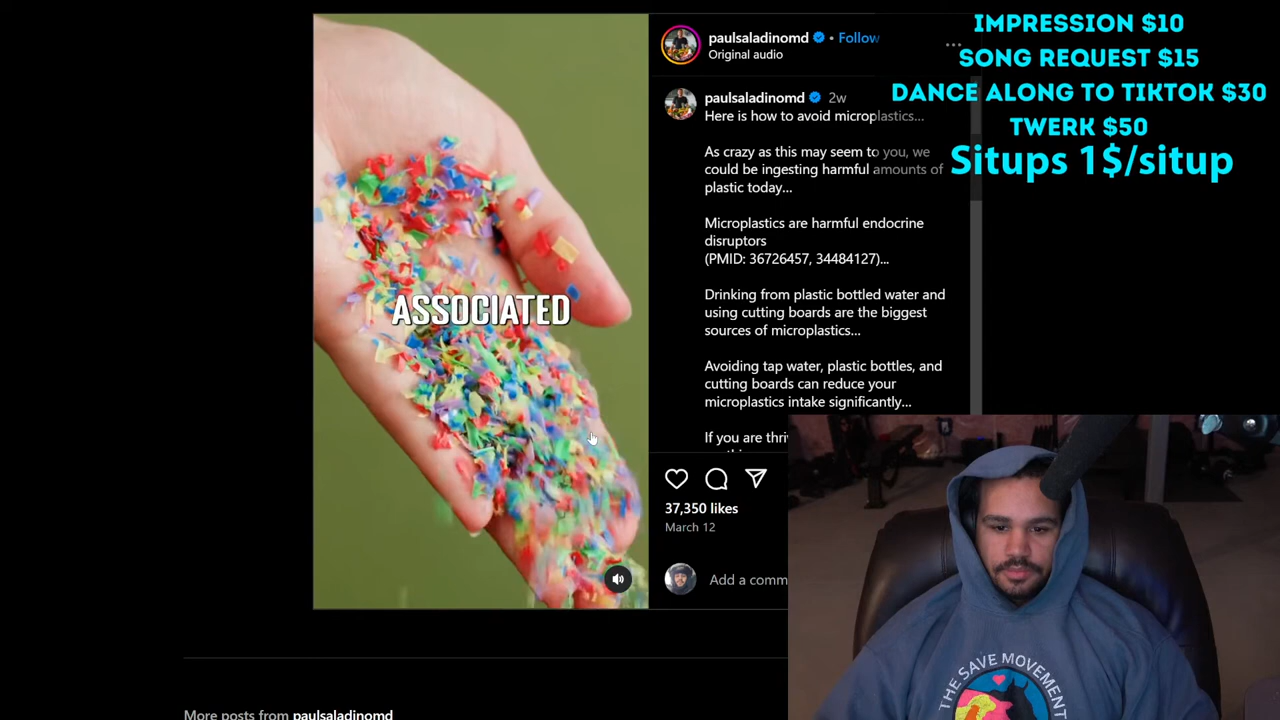 IMPRESSION $10
SONG REQUEST $15
DANCE ALONG TO TIKTOK $30
TWERK $50
Situps 1$/situp
ASSOCIATED
paulsaladinomd • Follow
Original audio
paulsaladinomd 2w
Here is how to avoid microplastics...
As crazy as this may seem to you, we
could be ingesting harmful amounts of
plastic today...
Microplastics are harmful endocrine
disruptors
(PMID: 36726457, 34484127)...
Drinking from plastic bottled water and
using cutting boards are the biggest
sources of microplastics...
Avoiding tap water, plastic bottles, and
cutting boards can reduce your
microplastics intake significantly...
If you are thri
37,350 likes
March 12
Add a comm
THE SAVE MOVEMENT
More posts from paulsaladinomd